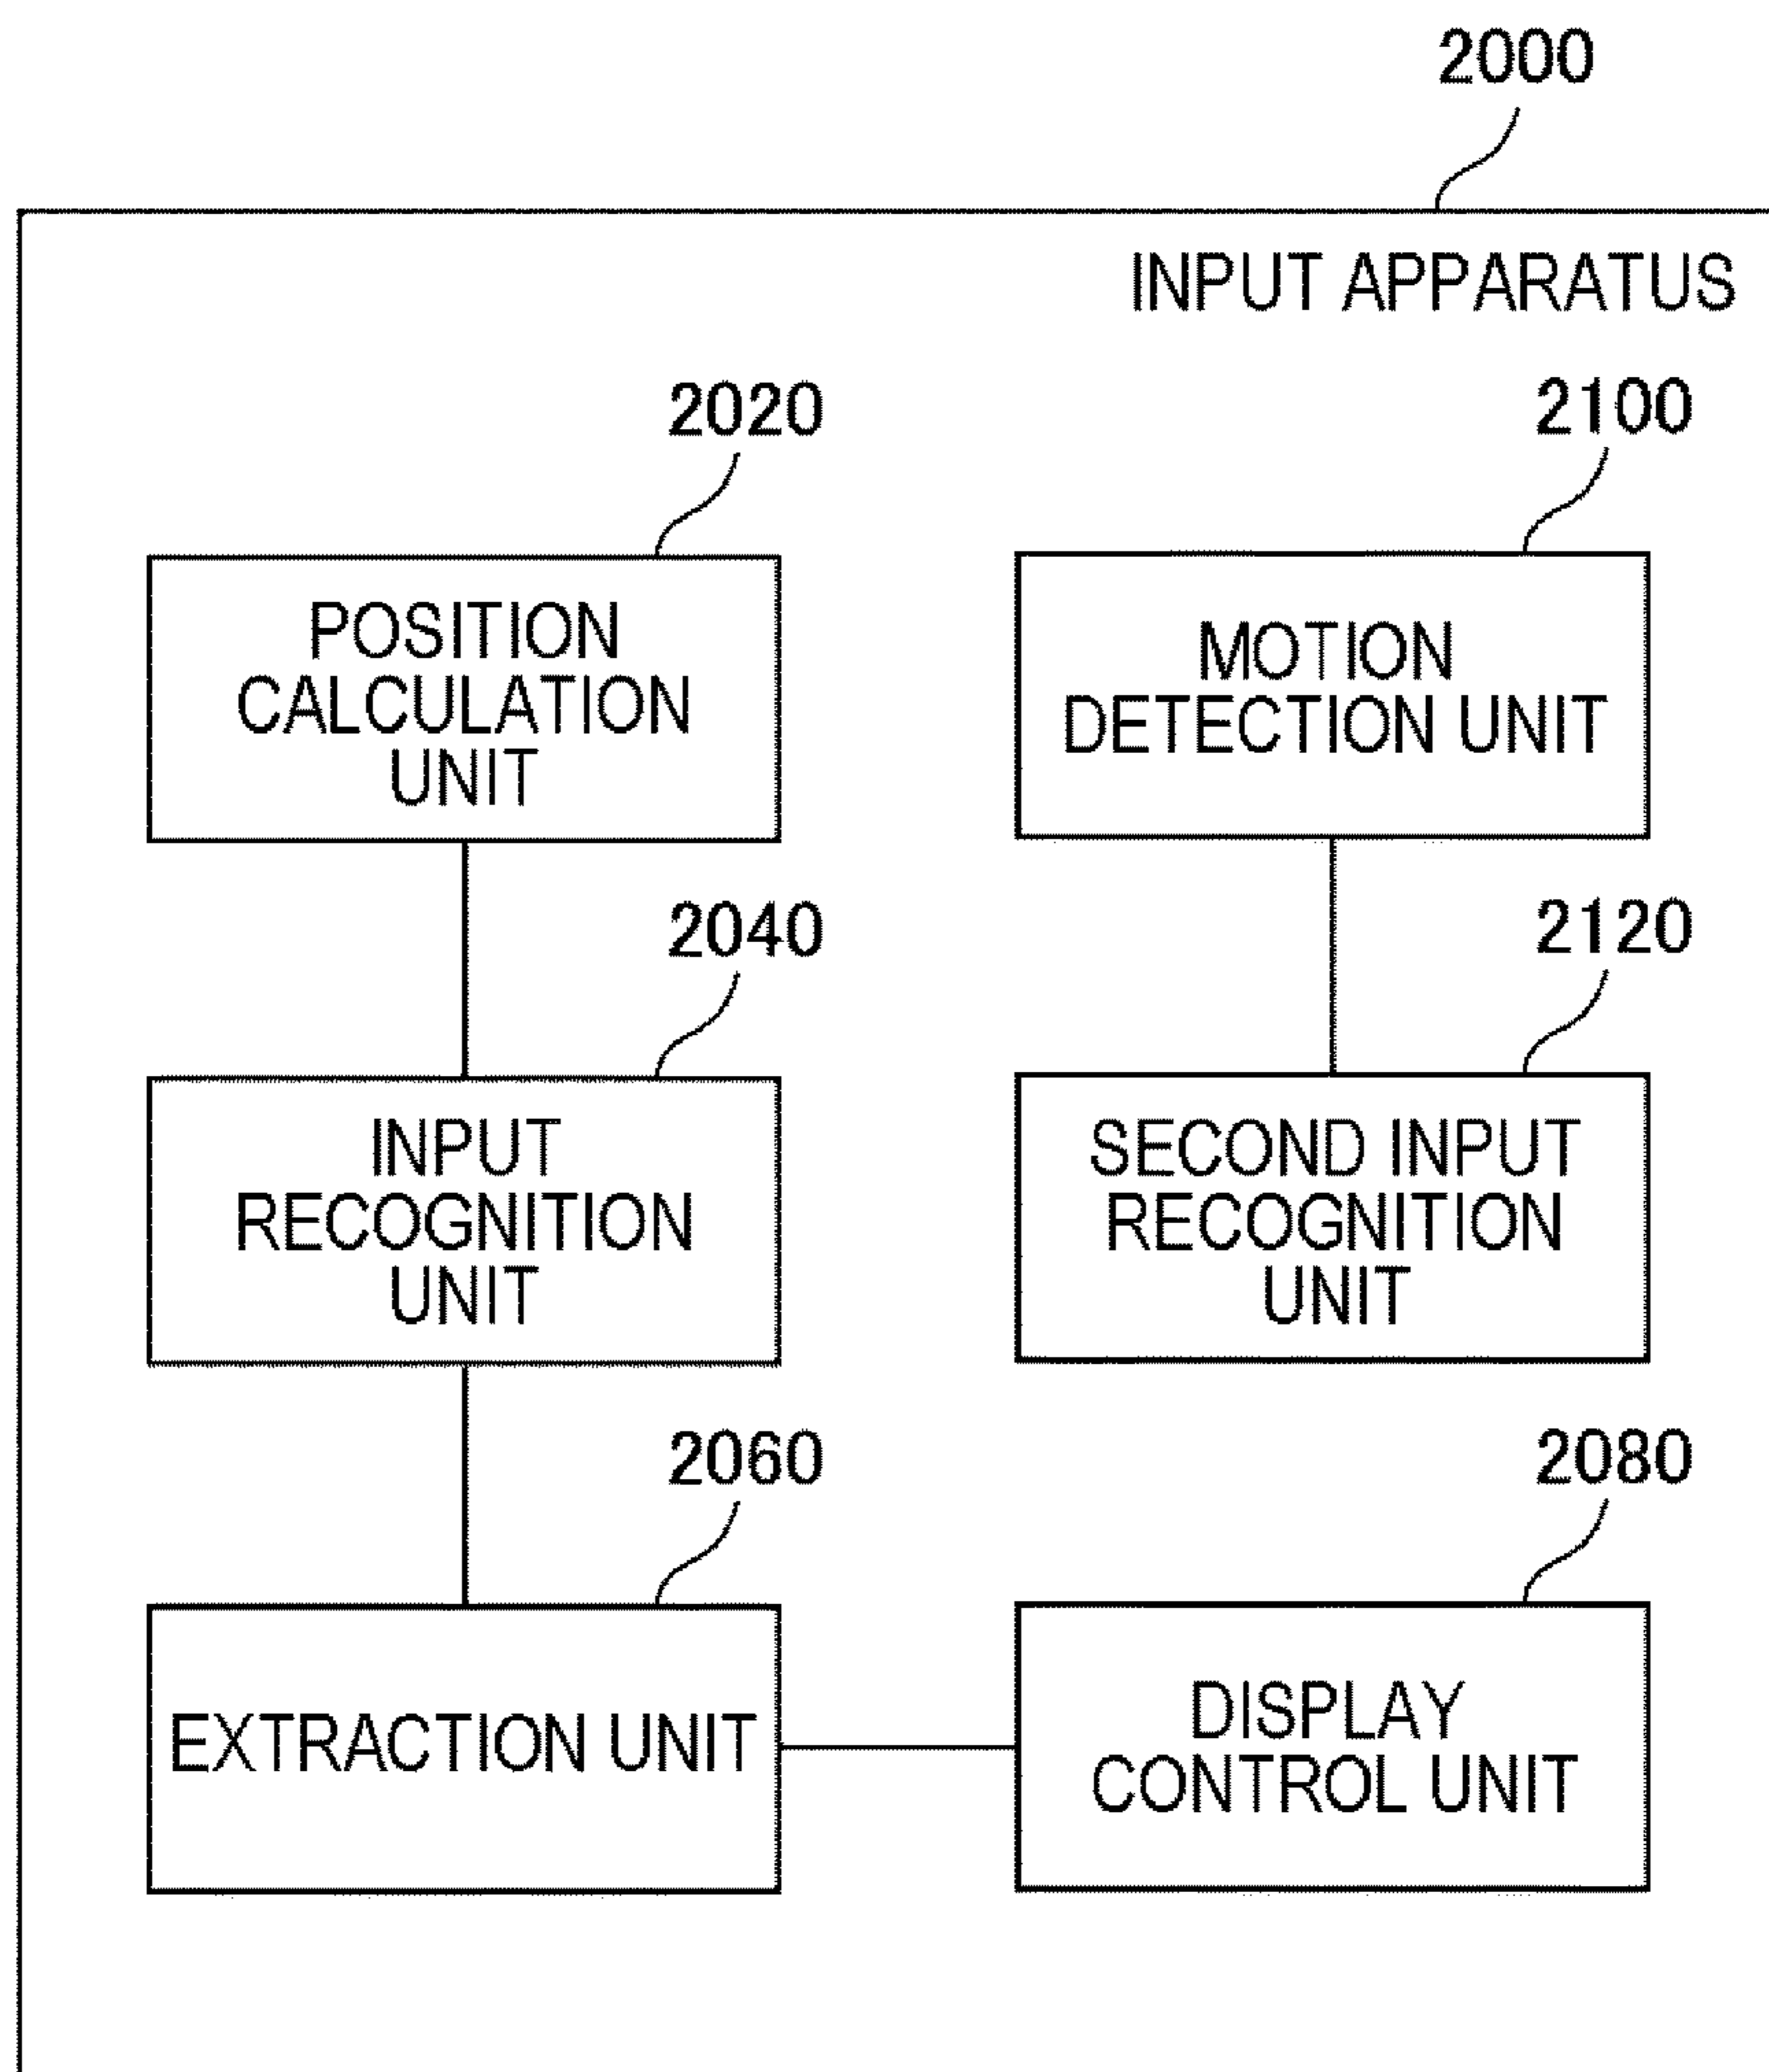 2000
INPUT APPARATUS
2020
POSITION
CALCULATION
UNIT
2100
MOTION
DETECTION UNIT
2040
INPUT
RECOGNITION
UNIT
2120
SECOND INPUT
RECOGNITION
UNIT
2060
EXTRACTION UNIT
2080
DISPLAY
CONTROL UNIT